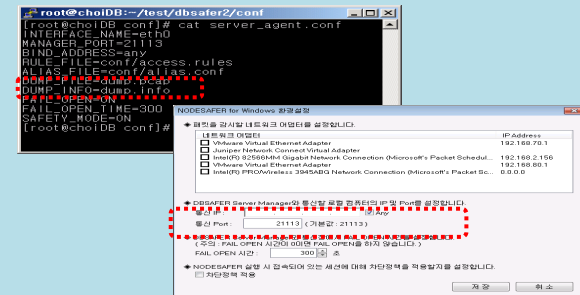 root@choiDB:~/test/dbsafer2/conf
[root@choiDB conf]# cat server_agent.conf
INTERFACE_NAME=eth0
MANAGER_PORT=21113
BIND_ADDRESS=any
RULE_FILE=conf/access.rules
ALIAS_FILE=conf/alias.conf
DUMP_FILE=dump.pcap
DUMP_INFO=dump.info
FAIL_OPEN=ON
FAIL_OPEN_TIME=300
SAFETY_MODE=ON
[root@choiDB conf]#
NODESAFER for Windows 환경설정
◆ 패킷을 감시할 네트워크 어댑터를 설정합니다.
네트워크 어댑터 IP Address
VMware Virtual Ethernet Adapter 192.168.70.1
Juniper Network Connect Virtual Adapter
Intel(R) 82566MM Gigabit Network Connection (Microsoft's Packet Schedul... 192.168.2.156
VMware Virtual Ethernet Adapter 192.168.80.1
Intel(R) PRO/Wireless 3945ABG Network Connection (Microsoft's Packet Sc... 0.0.0.0
◆ DBSAFER Server Manager와 통신할 로컬 컴퓨터의 IP 및 Port를 설정합니다.
통신 IP : Any
통신 Port : 21113 (기본값 : 21113)
(주의 : FAIL OPEN 시간이 0이면 FAIL OPEN을 하지 않습니다.)
FAIL OPEN 시간 : 300 초
◆ NODESAFER 실행 시 접속되어 있는 세션에 대해 차단정책을 적용할지를 설정합니다.
차단정책 적용
저 장 취 소